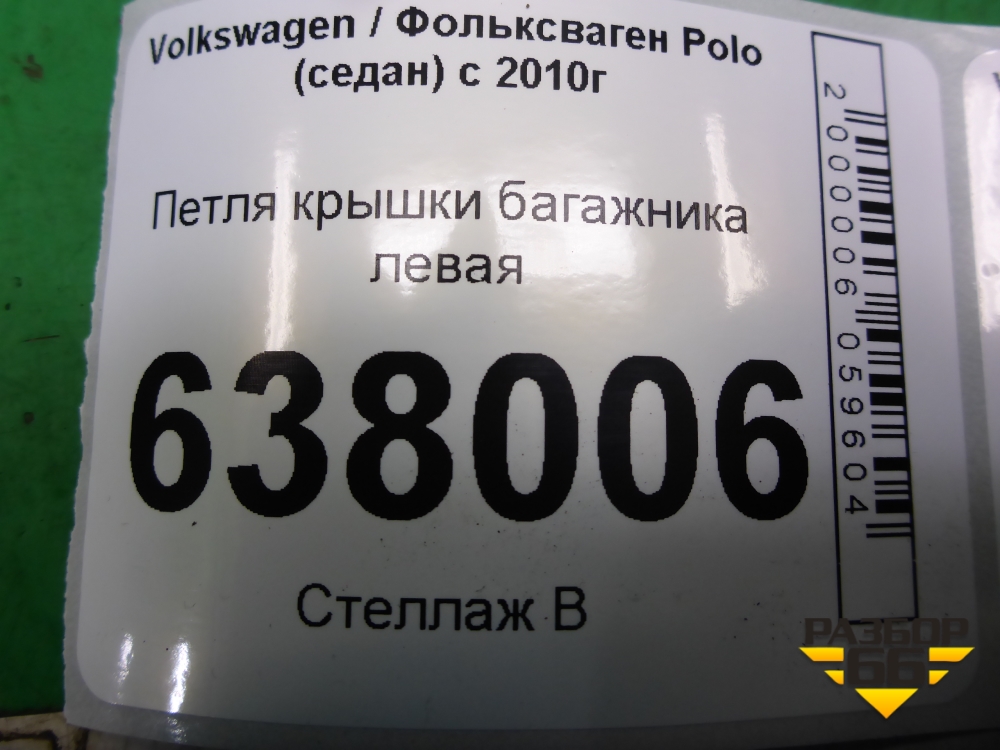 Volkswagen / Фольксваген Polo
(седан) с 2010г
Петля крышки багажника
левая
638006
Стеллаж В
2000006059604
РАЗБОР
66